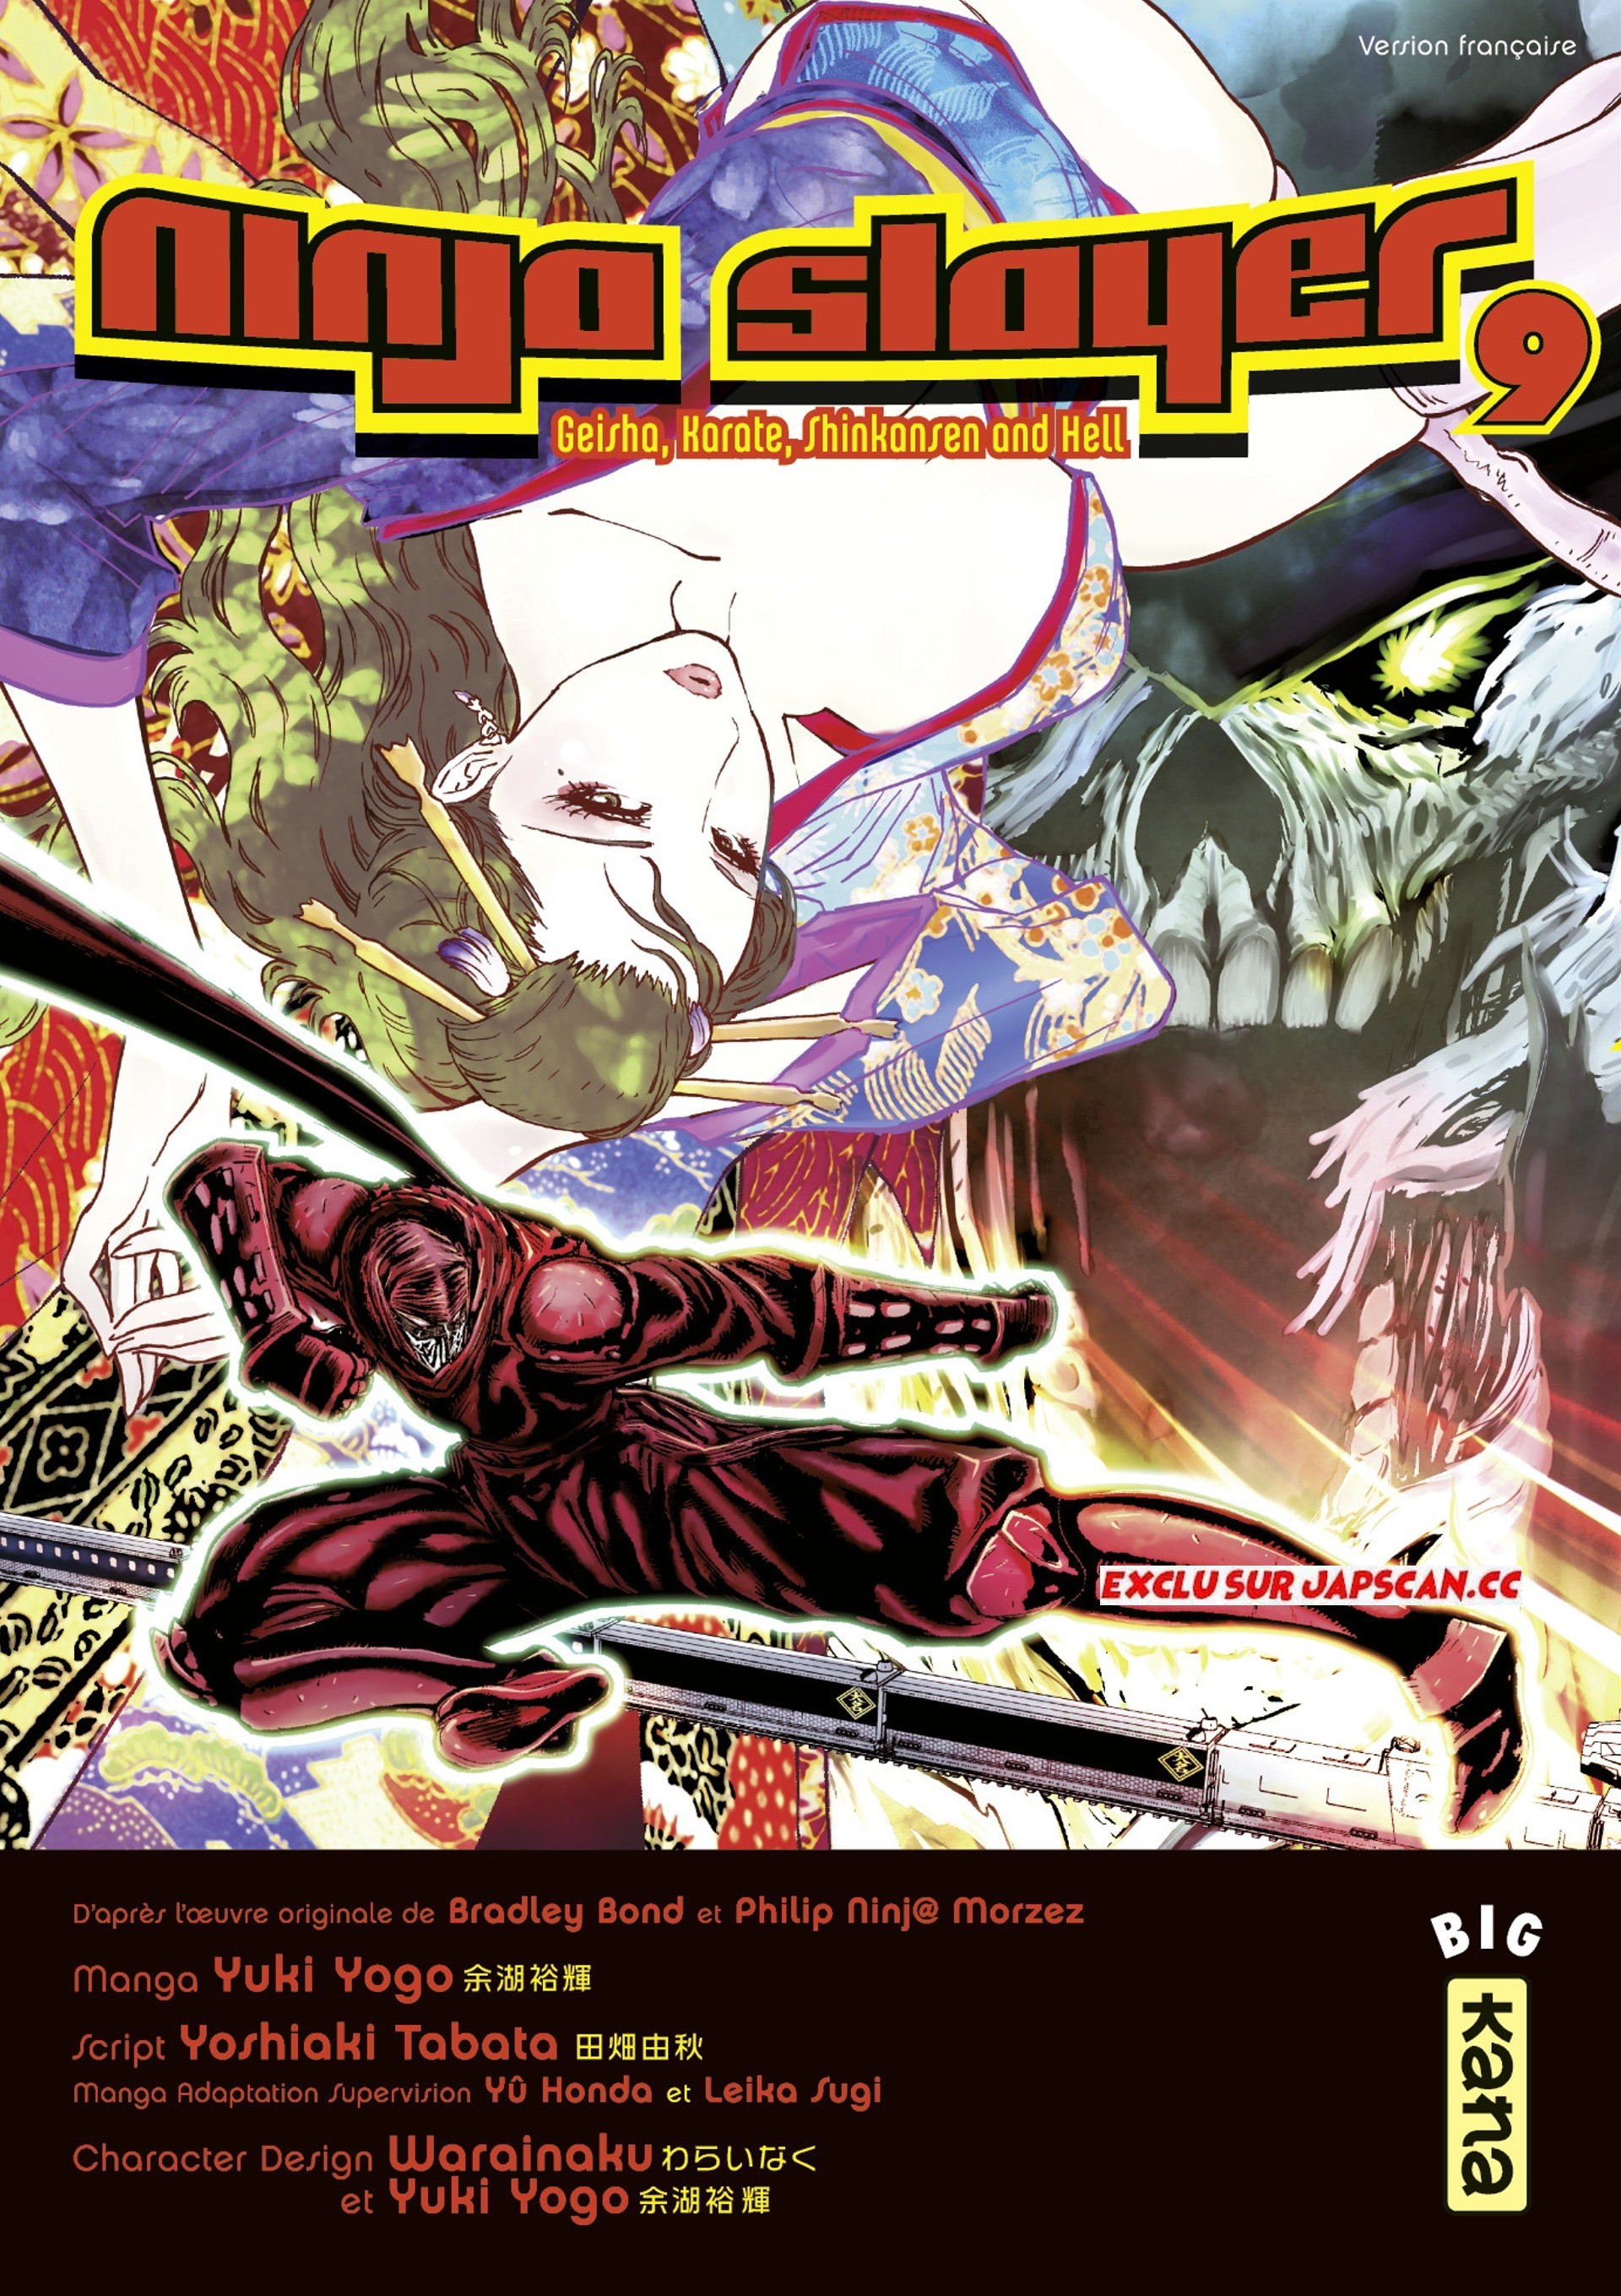 Version française
Ninja Slayer 9
Geisha, Karate, Shinkansen and Hell
EXCLU SUR JAPSCAN.CC
D'après l'œuvre originale de Bradley Bond et Philip Ninj@ Morzez
Manga Yuki Yogo 余湖裕輝
Script Yoshiaki Tabata 田畑由秋
Manga Adaptation Supervision Yû Honda et Leika Sugi
Character Design Warainaku わらいなく
et Yuki Yogo 余湖裕輝
BIG
kana